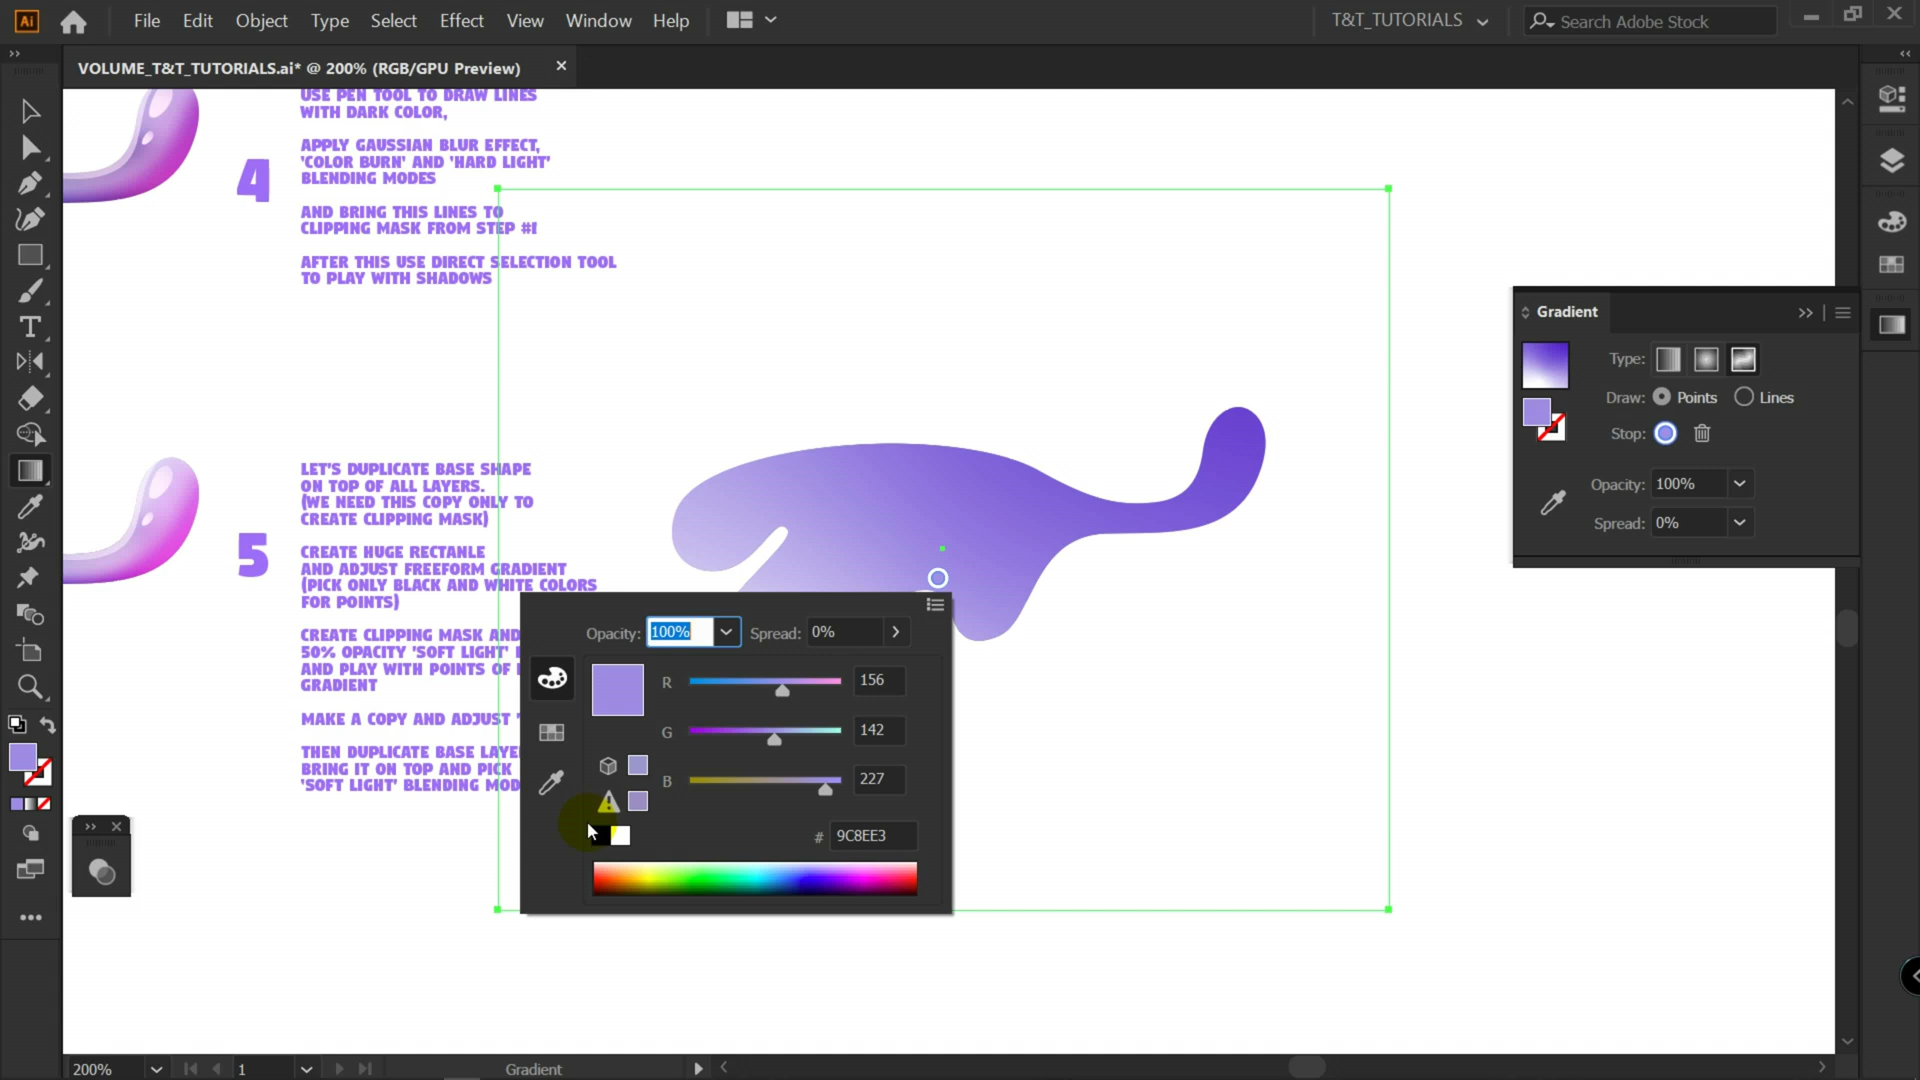 Ai File Edit Object Type Select Effect View Window Help T&T_TUTORIALS Search Adobe Stock
VOLUME_T&T_TUTORIALS.ai* @ 200% (RGB/GPU Preview)
USE PEN TOOL TO DRAW LINES
WITH DARK COLOR,
APPLY GAUSSIAN BLUR EFFECT,
'COLOR BURN' AND 'HARD LIGHT'
BLENDING MODES
4
AND BRING THIS LINES TO
CLIPPING MASK FROM STEP #1
AFTER THIS USE DIRECT SELECTION TOOL
TO PLAY WITH SHADOWS
LET'S DUPLICATE BASE SHAPE
ON TOP OF ALL LAYERS.
(WE NEED THIS COPY ONLY TO
CREATE CLIPPING MASK)
5
CREATE HUGE RECTANLE
AND ADJUST FREEFORM GRADIENT
(PICK ONLY BLACK AND WHITE COLORS
FOR POINTS)
CREATE CLIPPING MASK AND
50% OPACITY 'SOFT LIGHT'
AND PLAY WITH POINTS OF
GRADIENT
MAKE A COPY AND ADJUST '
THEN DUPLICATE BASE LAYE
BRING IT ON TOP AND PICK
'SOFT LIGHT' BLENDING MOD
Opacity: 100% Spread: 0%
R 156
G 142
B 227
# 9C8EE3
Gradient
Type:
Draw: Points Lines
Stop:
Opacity: 100%
Spread: 0%
200% 1 Gradient